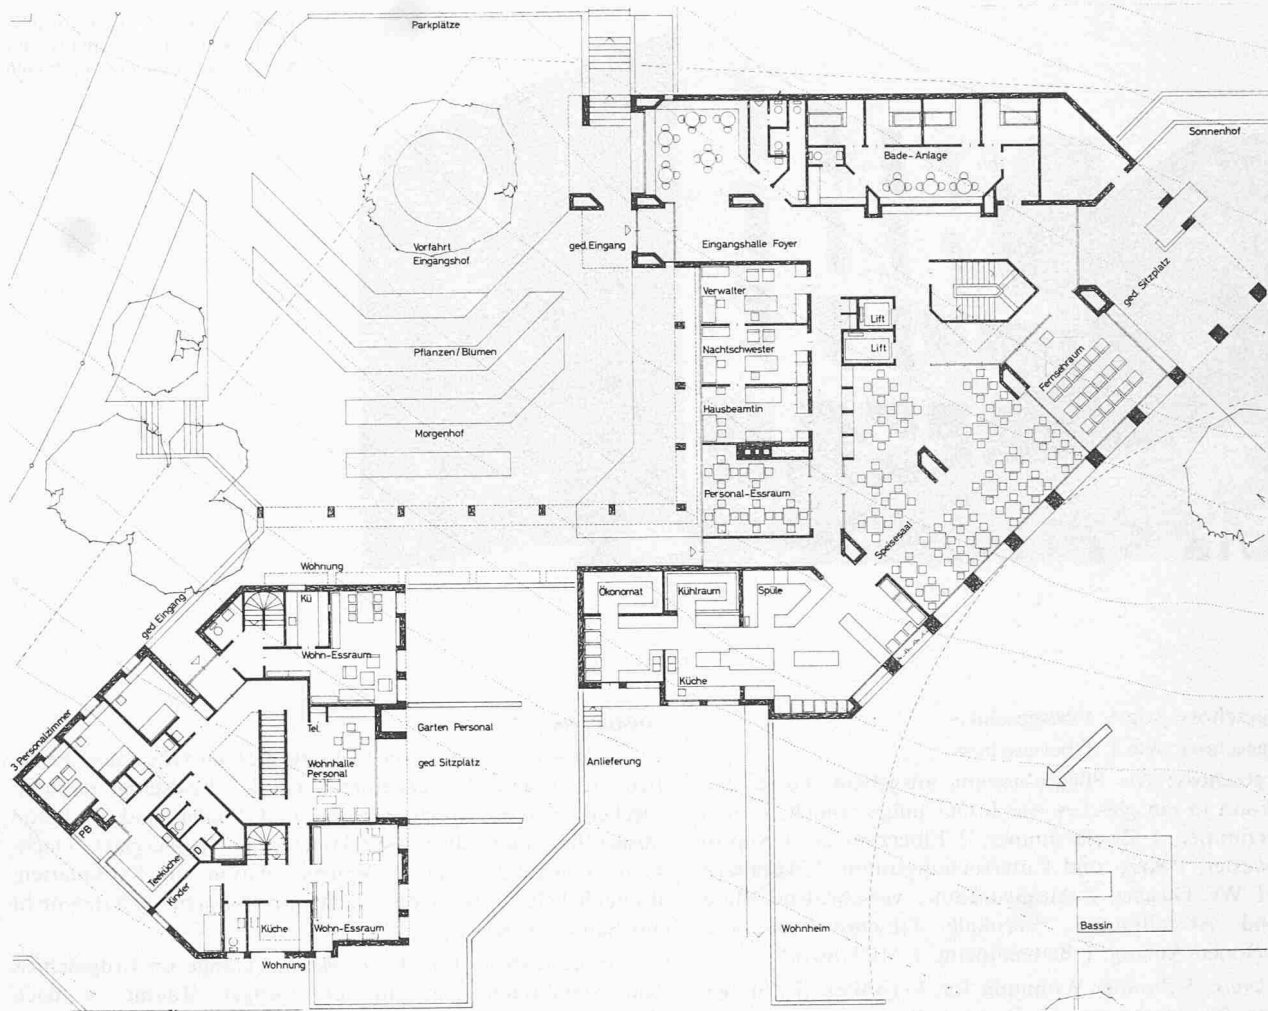 Parkplätze
Sonnenhof
Bade-Anlage
Vorfahrt
Eingangshof
ged. Eingang
Eingangshalle Foyer
ged. Sitzplatz
Verwalter
Lift
Nachtschwester
Lift
Pflanzen/Blumen
Fernsehraum
Hausbeamtin
Morgenhof
Personal-Essraum
Speisesaal
Wohnung
ged. Eingang
Kü
Ökonomat
Kühlraum
Spüle
Wohn-Essraum
Küche
3 Personalzimmer
Tel.
Garten Personal
Wohnhalle
Personal
ged. Sitzplatz
Anlieferung
PB
Teeküche
D
Kinder
Küche
Wohn-Essraum
Wohnheim
Bassin
Wohnung